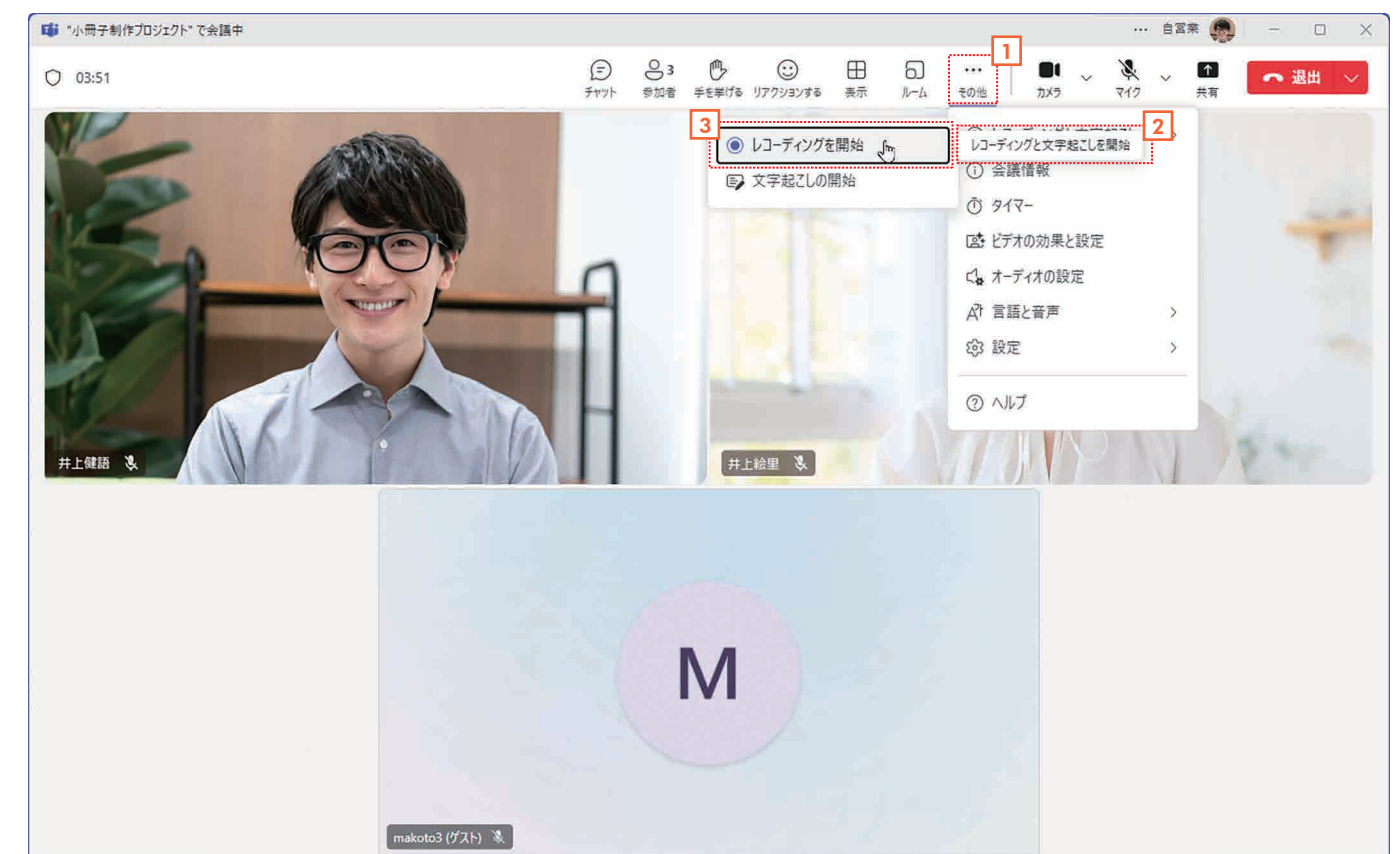 "小冊子制作プロジェクト" で会議中
自営業
03:51
チャット
参加者
3
手を挙げる
リアクションする
表示
ルーム
その他
カメラ
マイク
共有
退出
1
2
3
レコーディングを開始
文字起こしの開始
レコーディングと文字起こしを開始
会議情報
タイマー
ビデオの効果と設定
オーディオの設定
言語と音声
設定
ヘルプ
井上健語
井上絵里
M
makoto3 (ゲスト)